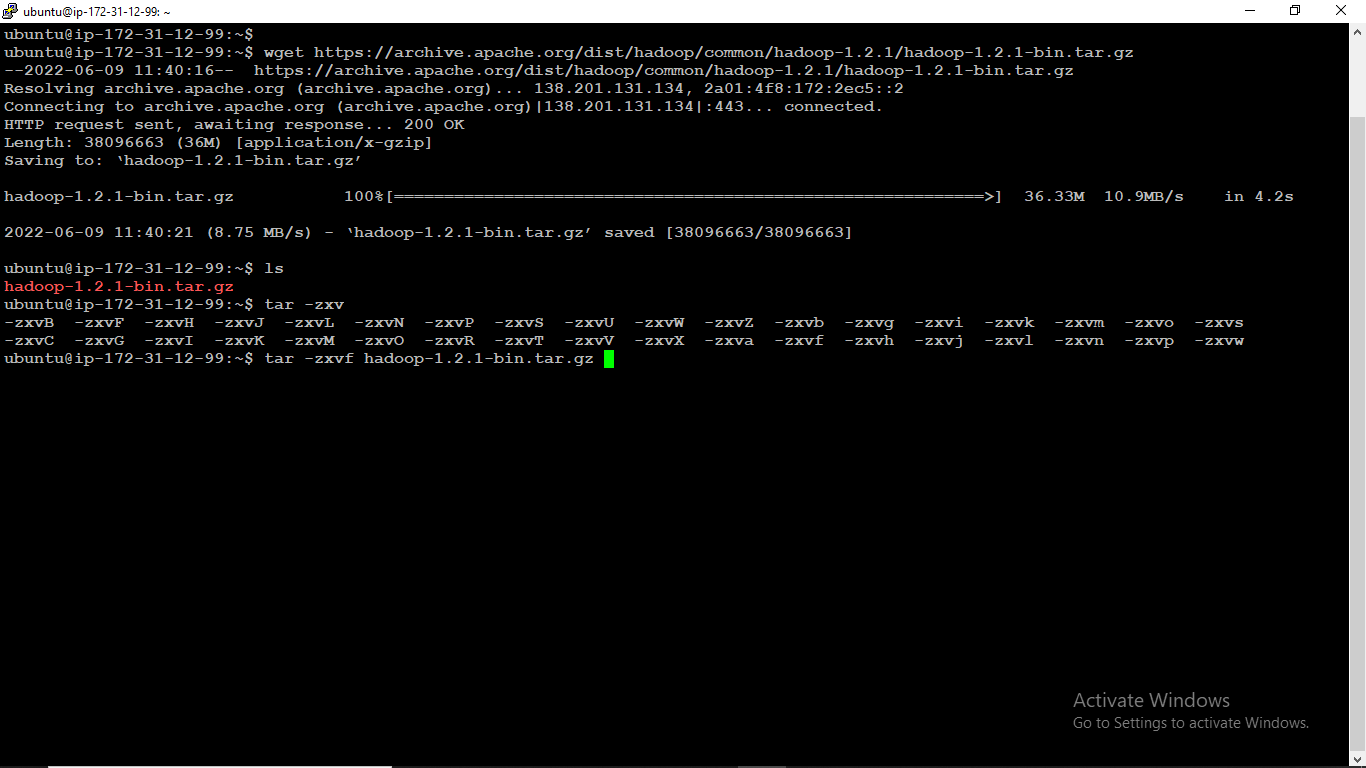 ubuntu@ip-172-31-12-99: ~
ubuntu@ip-172-31-12-99:~$
ubuntu@ip-172-31-12-99:~$ wget https://archive.apache.org/dist/hadoop/common/hadoop-1.2.1/hadoop-1.2.1-bin.tar.gz
--2022-06-09 11:40:16--  https://archive.apache.org/dist/hadoop/common/hadoop-1.2.1/hadoop-1.2.1-bin.tar.gz
Resolving archive.apache.org (archive.apache.org)... 138.201.131.134, 2a01:4f8:172:2ec5::2
Connecting to archive.apache.org (archive.apache.org)|138.201.131.134|:443... connected.
HTTP request sent, awaiting response... 200 OK
Length: 38096663 (36M) [application/x-gzip]
Saving to: ‘hadoop-1.2.1-bin.tar.gz’
hadoop-1.2.1-bin.tar.gz           100%[===========================================================>]  36.33M  10.9MB/s    in 4.2s
2022-06-09 11:40:21 (8.75 MB/s) - ‘hadoop-1.2.1-bin.tar.gz’ saved [38096663/38096663]
ubuntu@ip-172-31-12-99:~$ ls
hadoop-1.2.1-bin.tar.gz
ubuntu@ip-172-31-12-99:~$ tar -zxv
-zxvB  -zxvF  -zxvH  -zxvJ  -zxvL  -zxvN  -zxvP  -zxvS  -zxvU  -zxvW  -zxvZ  -zxvb  -zxvg  -zxvi  -zxvk  -zxvm  -zxvo  -zxvs
-zxvC  -zxvG  -zxvI  -zxvK  -zxvM  -zxvO  -zxvR  -zxvT  -zxvV  -zxvX  -zxva  -zxvf  -zxvh  -zxvj  -zxvl  -zxvn  -zxvp  -zxvw
ubuntu@ip-172-31-12-99:~$ tar -zxvf hadoop-1.2.1-bin.tar.gz
Activate Windows
Go to Settings to activate Windows.